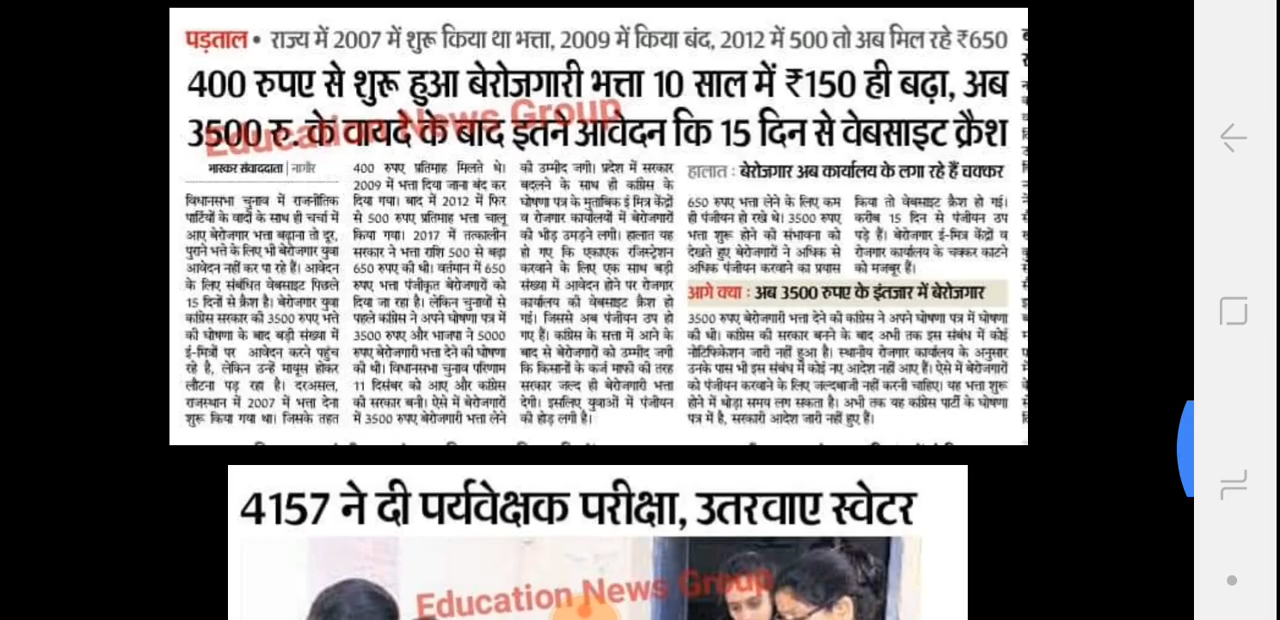 पड़ताल • राज्य में 2007 में शुरू किया था भत्ता, 2009 में किया बंद, 2012 में 500 तो अब मिल रहे ₹650
400 रुपए से शुरू हुआ बेरोजगारी भत्ता 10 साल में ₹150 ही बढ़ा, अब
3500 रु. के वायदे के बाद इतने आवेदन कि 15 दिन से वेबसाइट क्रैश
Education News Group
भास्कर संवाददाता | नागौर
विधानसभा चुनाव में राजनीतिक
पार्टियों के वादों के साथ ही चर्चा में
आए बेरोजगार भत्ता बढ़ाना तो दूर,
पुराने भत्ते के लिए भी बेरोजगार युवा
आवेदन नहीं कर पा रहे हैं। आवेदन
के लिए संबंधित वेबसाइट पिछले
15 दिनों से क्रैश है। बेरोजगार युवा
कांग्रेस सरकार की 3500 रुपए भत्ते
की घोषणा के बाद बड़ी संख्या में
ई-मित्रों पर आवेदन करने पहुंच
रहे है, लेकिन उन्हें मायूस होकर
लौटना पड़ रहा है। दरअसल,
राजस्थान में 2007 में भत्ता देना
शुरू किया गया था। जिसके तहत
400 रुपए प्रतिमाह मिलते थे।
2009 में भत्ता दिया जाना बंद कर
दिया गया। बाद में 2012 में फिर
से 500 रुपए प्रतिमाह भत्ता चालू
किया गया। 2017 में तत्कालीन
सरकार ने भत्ता राशि 500 से बढ़ा
650 रुपए की थी। वर्तमान में 650
रुपए भत्ता पंजीकृत बेरोजगारों को
दिया जा रहा है। लेकिन चुनावों से
पहले कांग्रेस ने अपने घोषणा पत्र में
3500 रुपए और भाजपा ने 5000
रुपए बेरोजगारी भत्ता देने की घोषणा
की थी। विधानसभा चुनाव परिणाम
11 दिसंबर को आए और कांग्रेस
की सरकार बनी। ऐसे में बेरोजगारों
में 3500 रुपए बेरोजगारी भत्ता लेने
की उम्मीद जगी। प्रदेश में सरकार
बदलने के साथ ही कांग्रेस के
घोषणा पत्र के मुताबिक ई मित्र केंद्रों
व रोजगार कार्यालयों में बेरोजगारों
की भीड़ उमड़ने लगी। हालात यह
हो गए कि एकाएक रजिस्ट्रेशन
करवाने के लिए एक साथ बड़ी
संख्या में आवेदन होने पर रोजगार
कार्यालय की वेबसाइट क्रैश हो
गई। जिससे अब पंजीयन ठप हो
गए हैं। कांग्रेस के सत्ता में आने के
बाद से बेरोजगारों को उम्मीद जगी
कि किसानों के कर्ज माफी की तरह
सरकार जल्द ही बेरोजगारी भत्ता
देगी। इसलिए युवाओं में पंजीयन
की होड़ लगी है।
हालात : बेरोजगार अब कार्यालय के लगा रहे हैं चक्कर
650 रुपए भत्ता लेने के लिए कम
ही पंजीयन हो रखे थे। 3500 रुपए
भत्ता शुरू होने की संभावना को
देखते हुए बेरोजगारों ने अधिक से
अधिक पंजीयन करवाने का प्रयास
किया तो वेबसाइट क्रैश हो गई।
करीब 15 दिन से पंजीयन ठप
पड़े हैं। बेरोजगार ई-मित्र केंद्रों व
रोजगार कार्यालय के चक्कर काटने
को मजबूर हैं।
आगे क्या : अब 3500 रुपए के इंतजार में बेरोजगार
3500 रुपए बेरोजगारी भत्ता देने की कांग्रेस ने अपने घोषणा पत्र में घोषणा
की थी। कांग्रेस की सरकार बनने के बाद अभी तक इस संबंध में कोई
नोटिफिकेशन जारी नहीं हुआ है। स्थानीय रोजगार कार्यालय के अनुसार
उनके पास भी इस संबंध में कोई नए आदेश नहीं आए हैं। ऐसे में बेरोजगारों
को पंजीयन करवाने के लिए जल्दबाजी नहीं करनी चाहिए। यह भत्ता शुरू
होने में थोड़ा समय लग सकता है। अभी तक यह कांग्रेस पार्टी के घोषणा
पत्र में है, सरकारी आदेश जारी नहीं हुए हैं।
4157 ने दी पर्यवेक्षक परीक्षा, उतरवाए स्वेटर
Education News Group